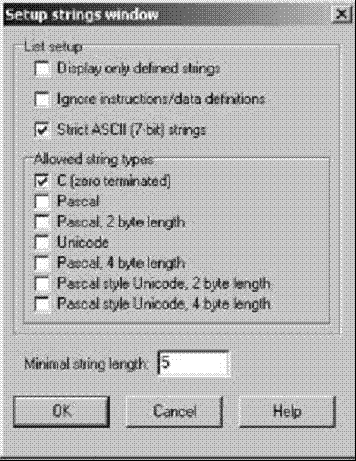 Setup strings window
List setup
Display only defined strings
Ignore instructions/data definitions
Strict ASCII (7-bit) strings
Allowed string types
C (zero terminated)
Pascal
Pascal, 2 byte length
Unicode
Pascal, 4 byte length
Pascal style Unicode, 2 byte length
Pascal style Unicode, 4 byte length
Minimal string length: 5
OK Cancel Help